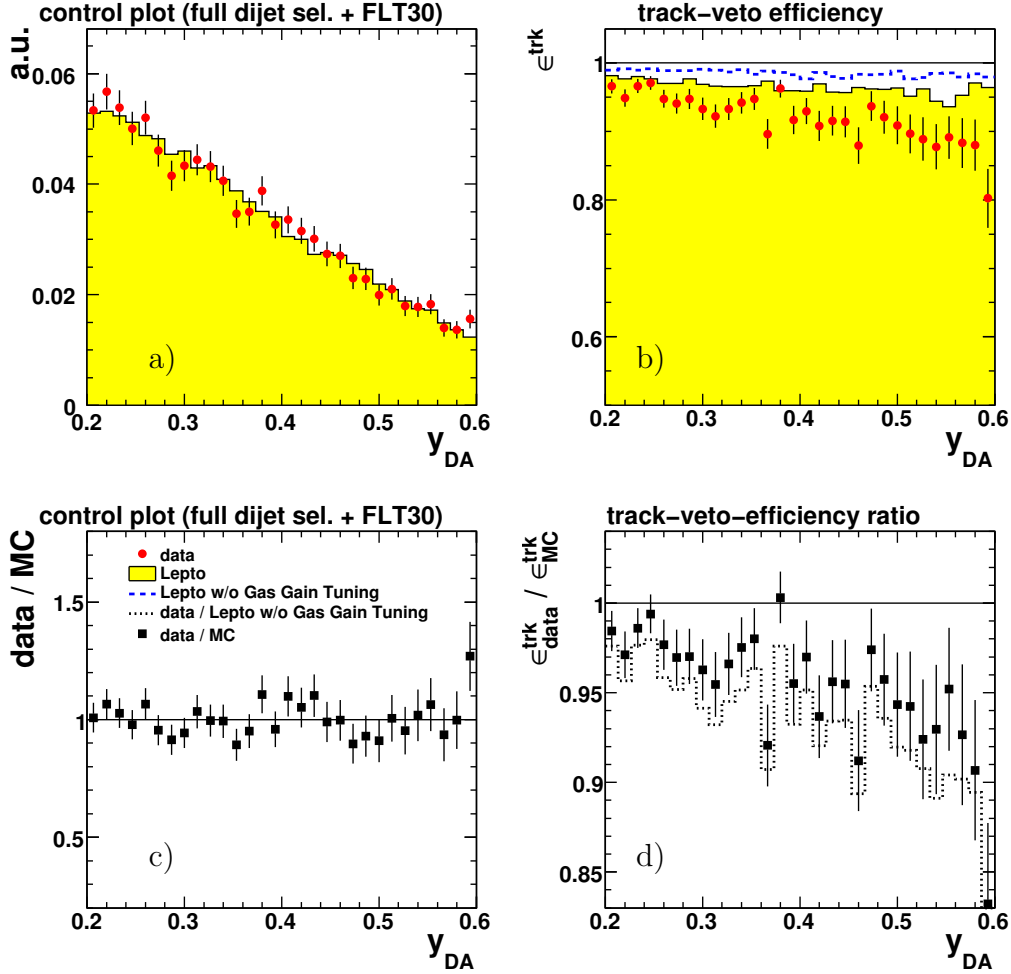 control plot (full dijet sel. + FLT30)
a.u.
0.06
0.04
0.02
0
a)
0.2 0.3 0.4 0.5 0.6
y_DA
track−veto efficiency
ϵ^trk
1
0.8
0.6
b)
0.2 0.3 0.4 0.5 0.6
y_DA
control plot (full dijet sel. + FLT30)
data / MC
1.5
1
0.5
data
Lepto
Lepto w/o Gas Gain Tuning
data / Lepto w/o Gas Gain Tuning
data / MC
c)
0.2 0.3 0.4 0.5 0.6
y_DA
track−veto−efficiency ratio
ϵ^trk_data / ϵ^trk_MC
1
0.95
0.9
0.85
d)
0.2 0.3 0.4 0.5 0.6
y_DA